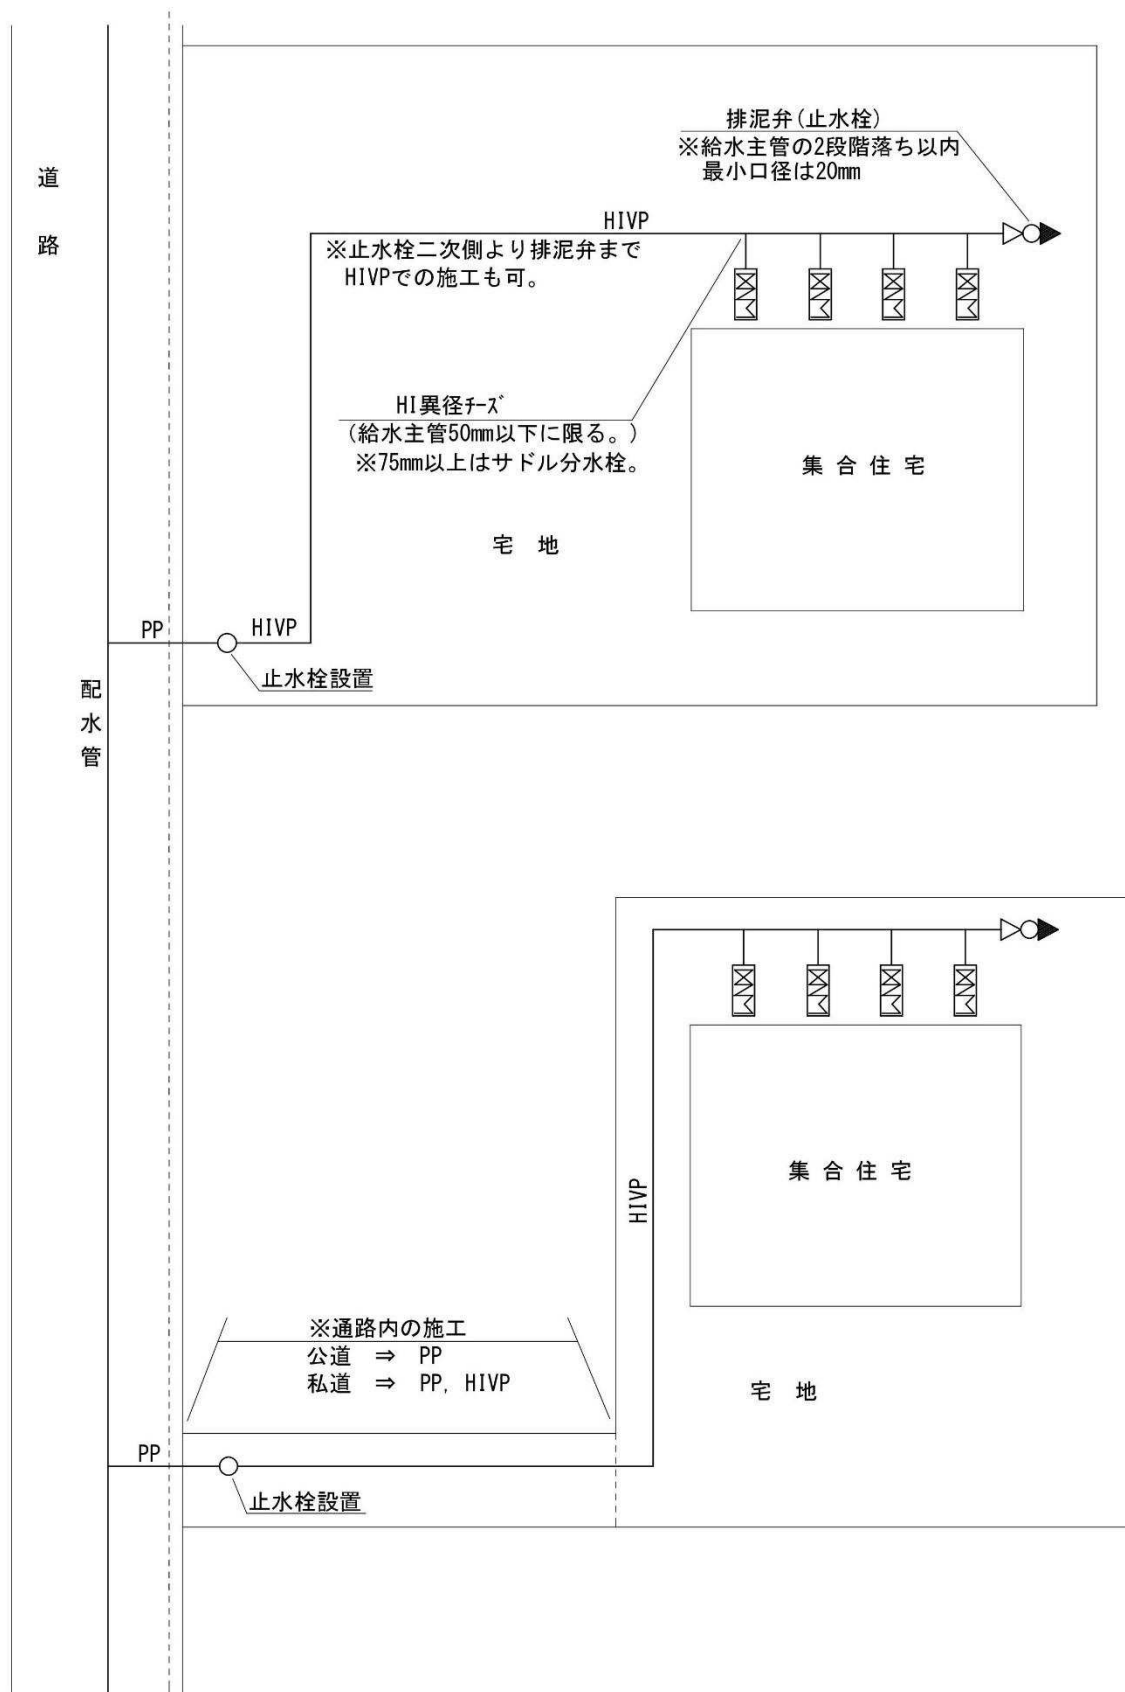 道路
排泥弁(止水栓)
※給水主管の2段階落ち以内
最小口径は20mm
HIVP
※止水栓二次側より排泥弁まで
HIVPでの施工も可。
HI異径ﾁｰｽﾞ
(給水主管50mm以下に限る。)
※75mm以上はサドル分水栓。
集合住宅
宅地
PP
HIVP
止水栓設置
配水管
集合住宅
HIVP
※通路内の施工
公道 ⇒ PP
私道 ⇒ PP, HIVP
宅地
PP
止水栓設置